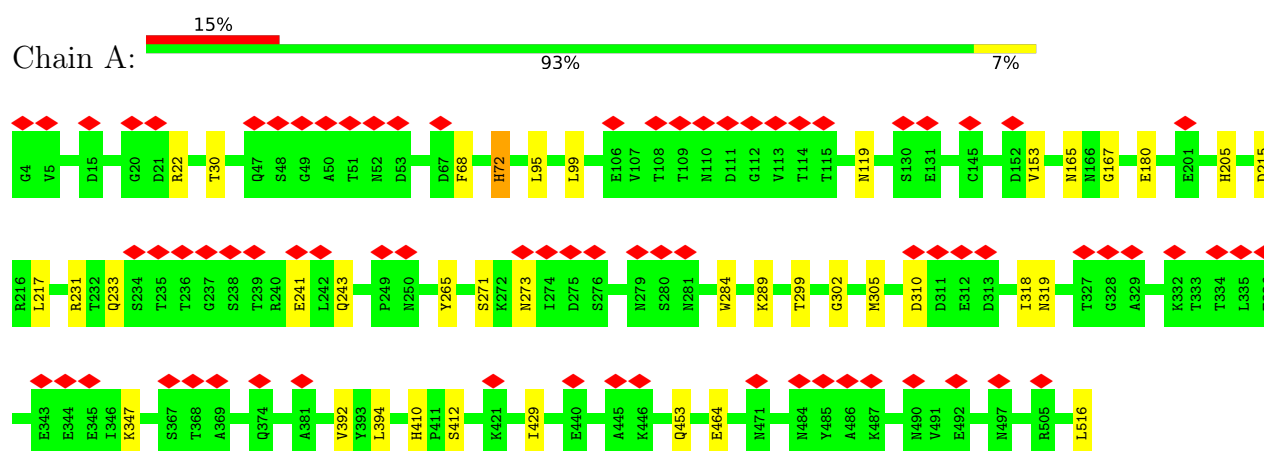 15%
Chain A:
93% 7%
G4 V5 D15 G20 D21 R22 T30 Q47 S48 G49 A50 T51 N52 D53 D67 F68 H72 L95 L99 E106 V107 T108 T109 N110 D111 G112 V113 T114 T115 N119 S130 E131 C145 D152 V153 N165 N166 G167 E180 E201 H205 D215
R216 L217 R231 T232 Q233 S234 T235 T236 G237 S238 T239 R240 E241 L242 Q243 P249 N250 Y265 S271 K272 N273 I274 D275 S276 N279 S280 N281 W284 K289 T299 G302 M305 D310 D311 E312 D313 I318 N319 T327 G328 A329 K332 T333 T334 L335
E343 E344 E345 I346 K347 S367 T368 A369 Q374 A381 V392 Y393 L394 H410 P411 S412 K421 I429 E440 A445 K446 Q453 E464 N471 N484 Y485 A486 K487 N490 V491 E492 N497 R505 L516